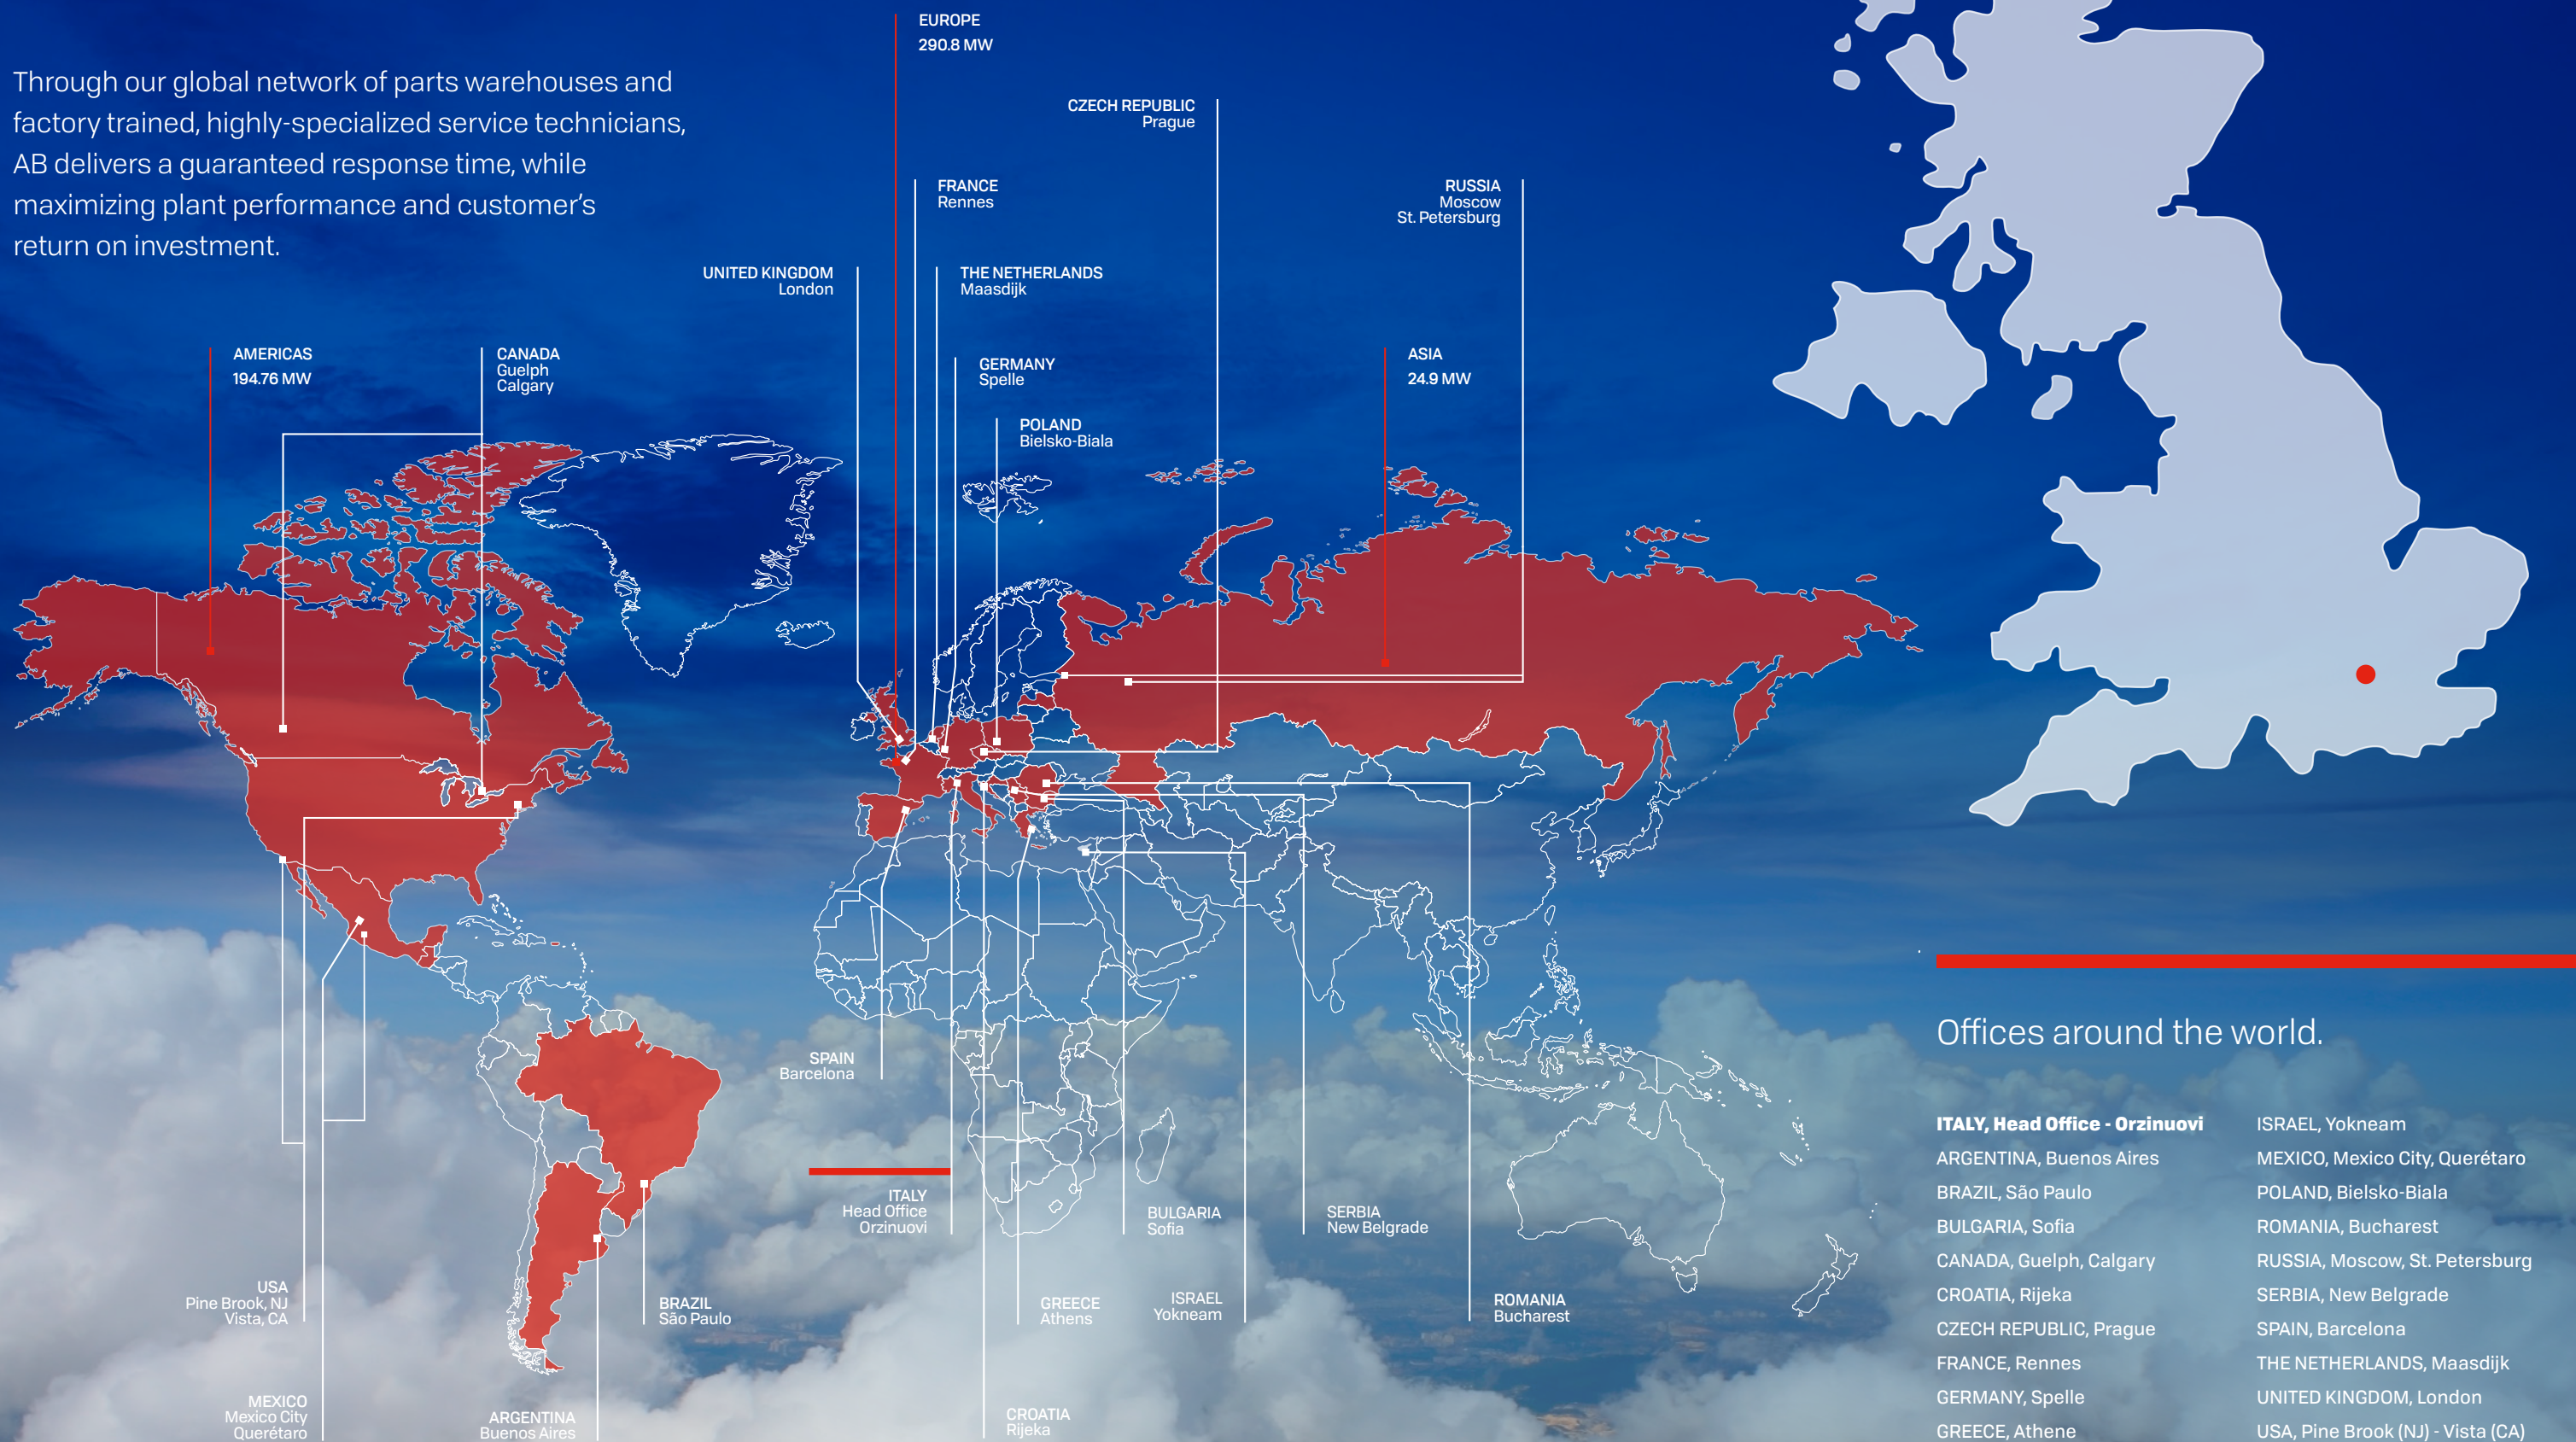 Through our global network of parts warehouses and
factory trained, highly-specialized service technicians,
AB delivers a guaranteed response time, while
maximizing plant performance and customer's
return on investment.
EUROPE
290.8 MW
CZECH REPUBLIC
Prague
FRANCE
Rennes
RUSSIA
Moscow
St. Petersburg
UNITED KINGDOM
London
THE NETHERLANDS
Maasdijk
AMERICAS
194.76 MW
CANADA
Guelph
Calgary
GERMANY
Spelle
ASIA
24.9 MW
POLAND
Bielsko-Biala
SPAIN
Barcelona
ITALY
Head Office
Orzinuovi
BULGARIA
Sofia
SERBIA
New Belgrade
USA
Pine Brook, NJ
Vista, CA
BRAZIL
São Paulo
GREECE
Athens
ISRAEL
Yokneam
ROMANIA
Bucharest
MEXICO
Mexico City
Querétaro
ARGENTINA
Buenos Aires
CROATIA
Rijeka
Offices around the world.
ITALY, Head Office - Orzinuovi
ARGENTINA, Buenos Aires
BRAZIL, São Paulo
BULGARIA, Sofia
CANADA, Guelph, Calgary
CROATIA, Rijeka
CZECH REPUBLIC, Prague
FRANCE, Rennes
GERMANY, Spelle
GREECE, Athene
ISRAEL, Yokneam
MEXICO, Mexico City, Querétaro
POLAND, Bielsko-Biala
ROMANIA, Bucharest
RUSSIA, Moscow, St. Petersburg
SERBIA, New Belgrade
SPAIN, Barcelona
THE NETHERLANDS, Maasdijk
UNITED KINGDOM, London
USA, Pine Brook (NJ) - Vista (CA)